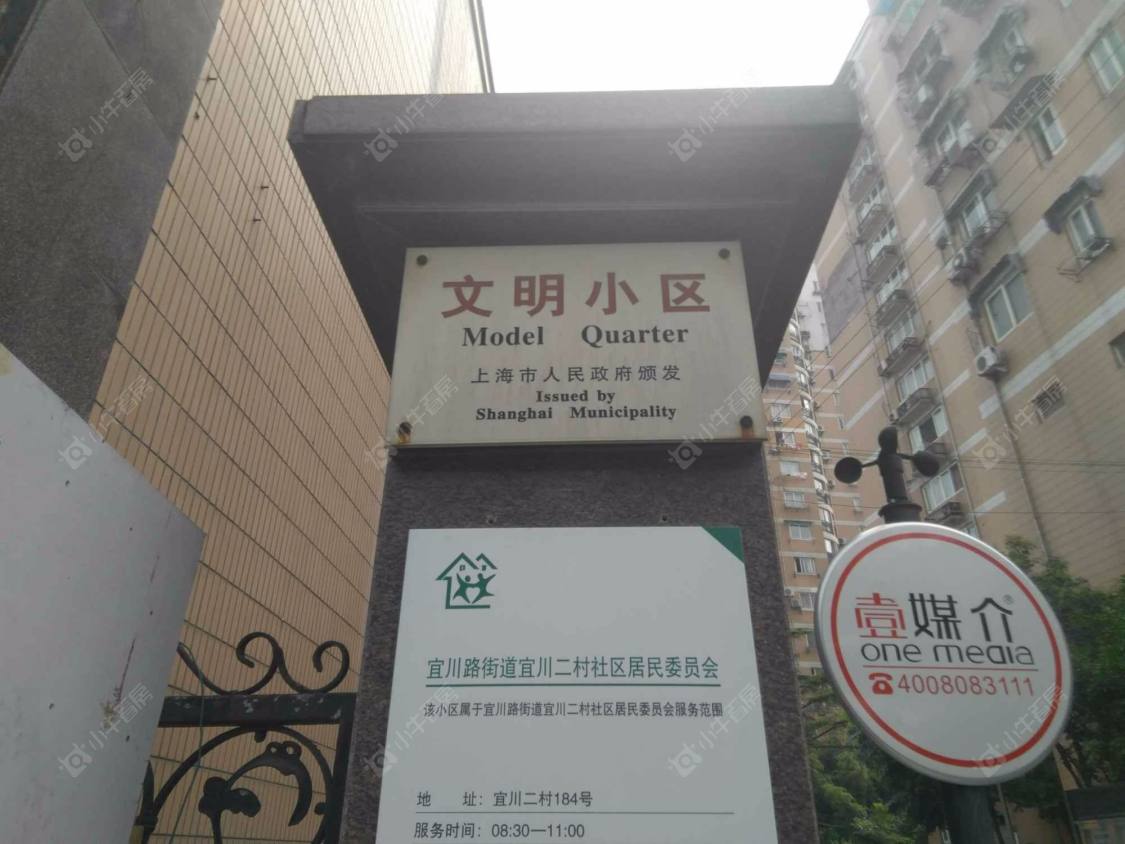 文明小区
Model Quarter
上海市人民政府颁发
Issued by
Shanghai Municipality
宜川路街道宜川二村社区居民委员会
该小区属于宜川路街道宜川二村社区居民委员会服务范围
地 址：宜川二村184号
服务时间：08:30—11:00
壹媒介®
one media
4008083111
小牛看房